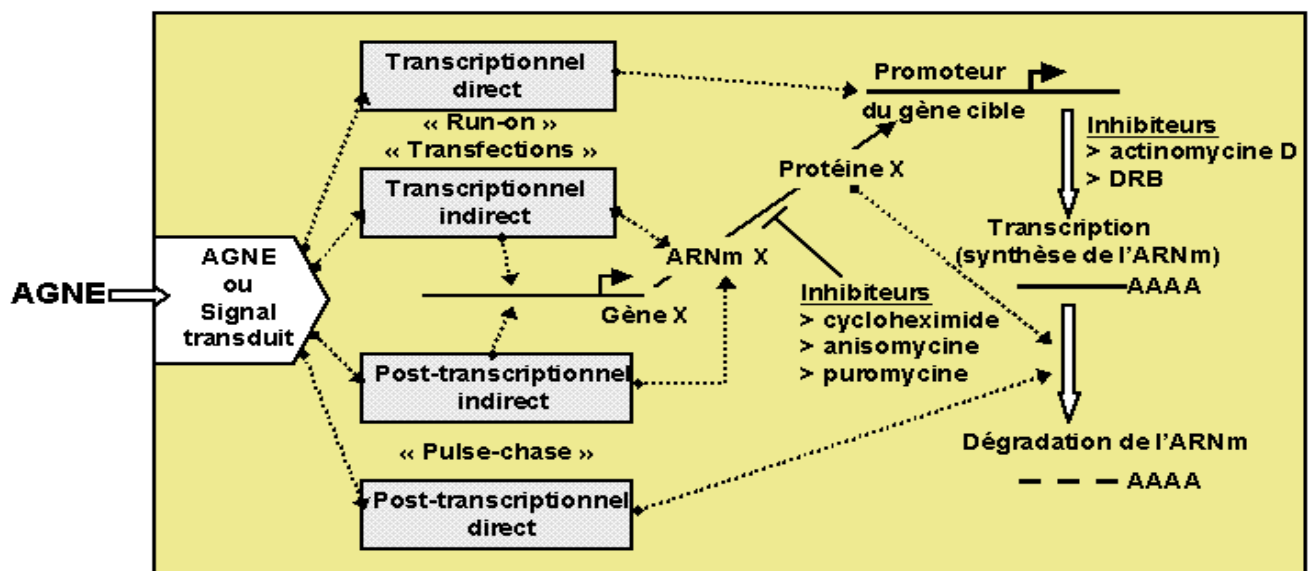 AGNE
AGNE
ou
Signal
transduit
Transcriptionnel
direct
« Run-on »
« Transfections »
Transcriptionnel
indirect
Gène X
Post-transcriptionnel
indirect
« Pulse-chase »
Post-transcriptionnel
direct
ARNm X
Protéine X
Inhibiteurs
> cycloheximide
> anisomycine
> puromycine
Promoteur
du gène cible
Inhibiteurs
> actinomycine D
> DRB
Transcription
(synthèse de l'ARNm)
AAAA
Dégradation de l'ARNm
AAAA